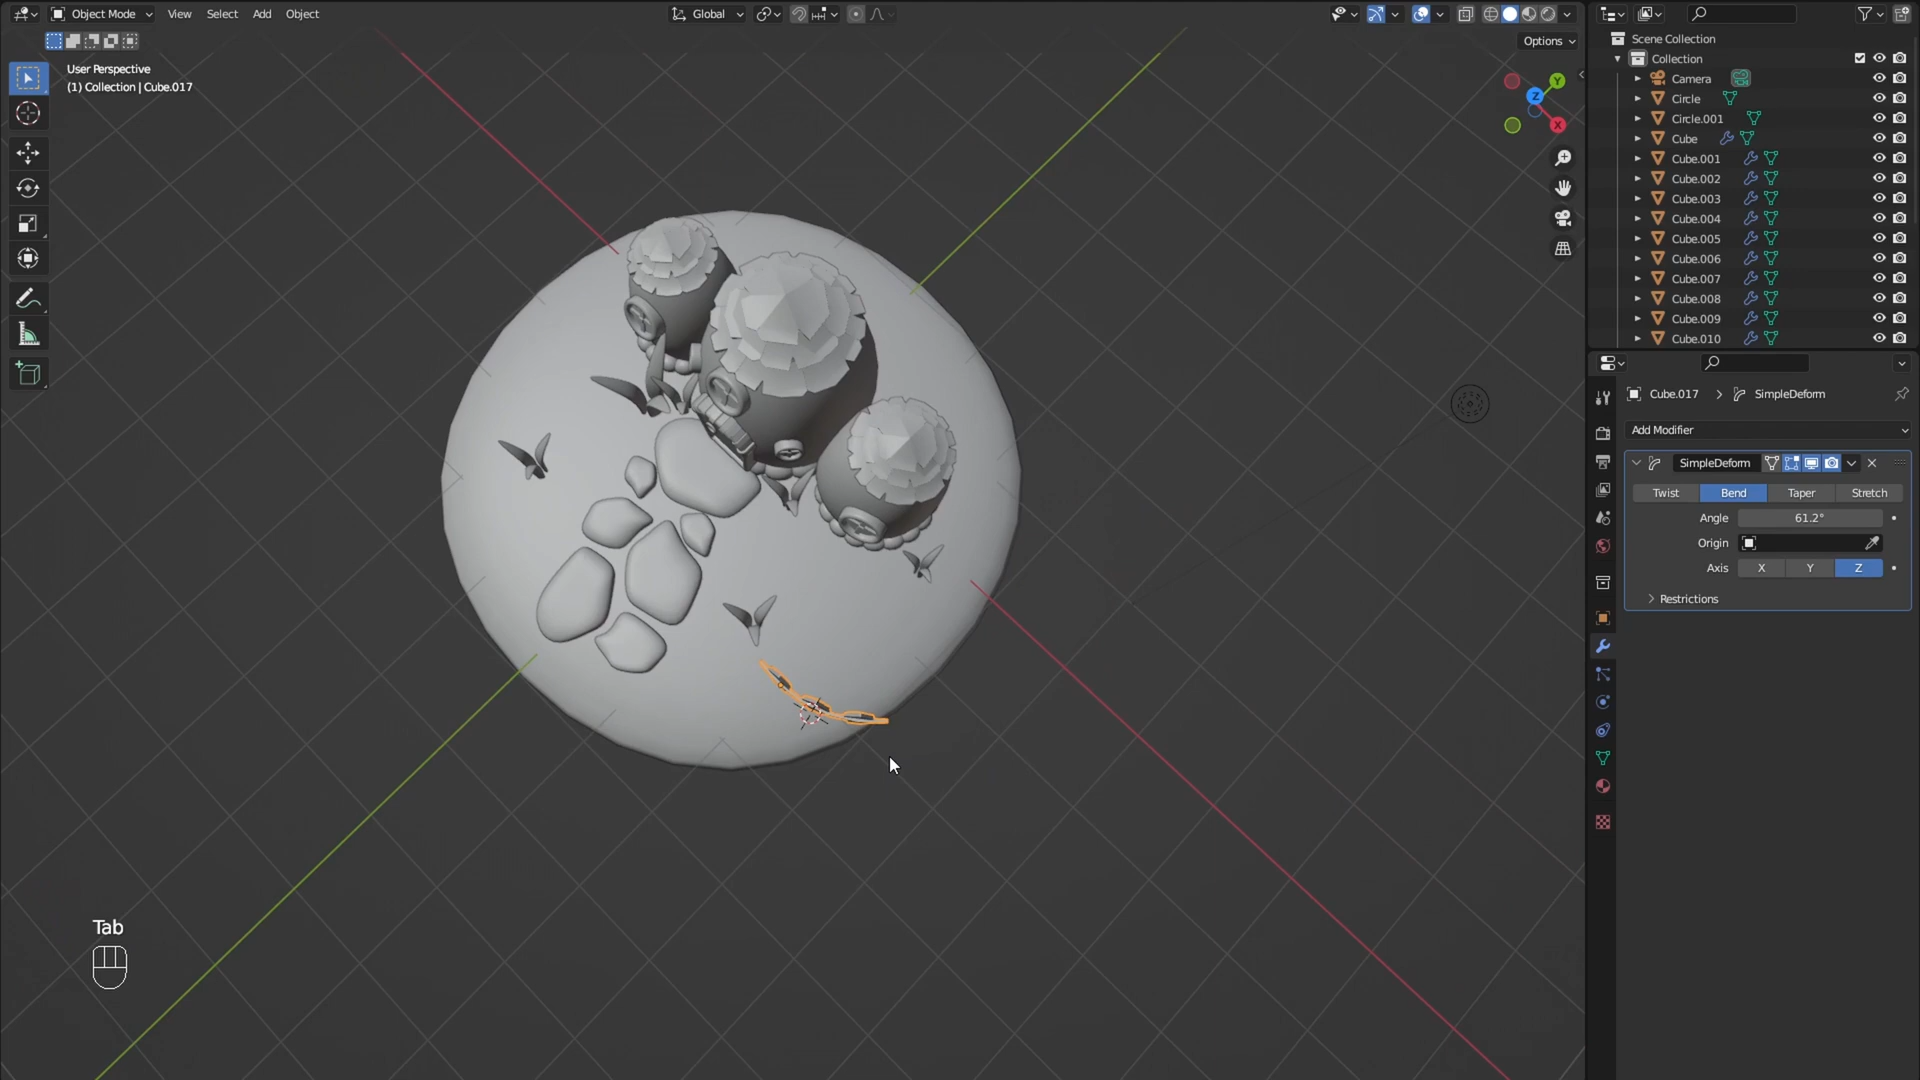 Object Mode View Select Add Object Global
Options
User Perspective
(1) Collection | Cube.017
Y
Z
X
Tab
Scene Collection
Collection
Camera
Circle
Circle.001
Cube
Cube.001
Cube.002
Cube.003
Cube.004
Cube.005
Cube.006
Cube.007
Cube.008
Cube.009
Cube.010
Cube.017 > SimpleDeform
Add Modifier
SimpleDeform
Twist Bend Taper Stretch
Angle 61.2°
Origin
Axis X Y Z
Restrictions